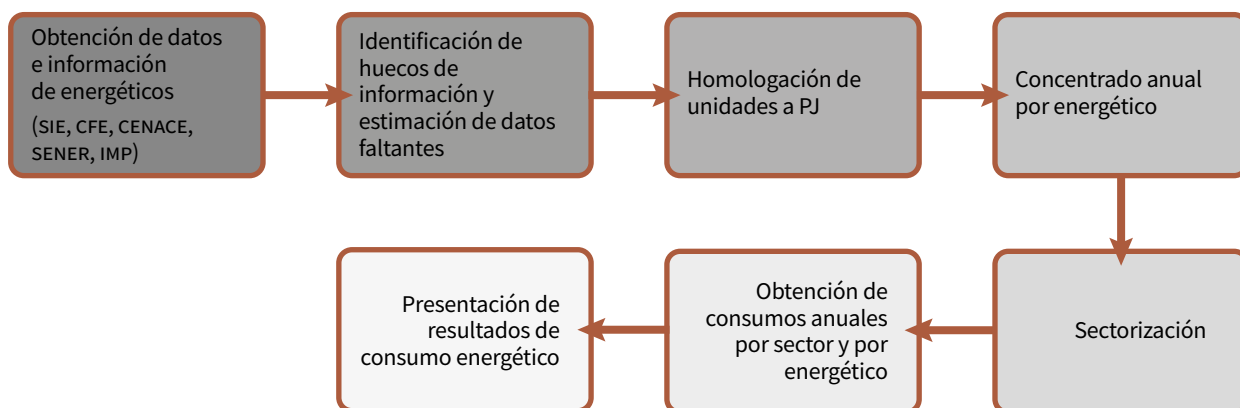 Obtención de datos
e información
de energéticos
(SIE, CFE, CENACE,
SENER, IMP)
Identificación de
huecos de
información y
estimación de datos
faltantes
Homologación de
unidades a PJ
Concentrado anual
por energético
Sectorización
Obtención de
consumos anuales
por sector y por
energético
Presentación de
resultados de
consumo energético